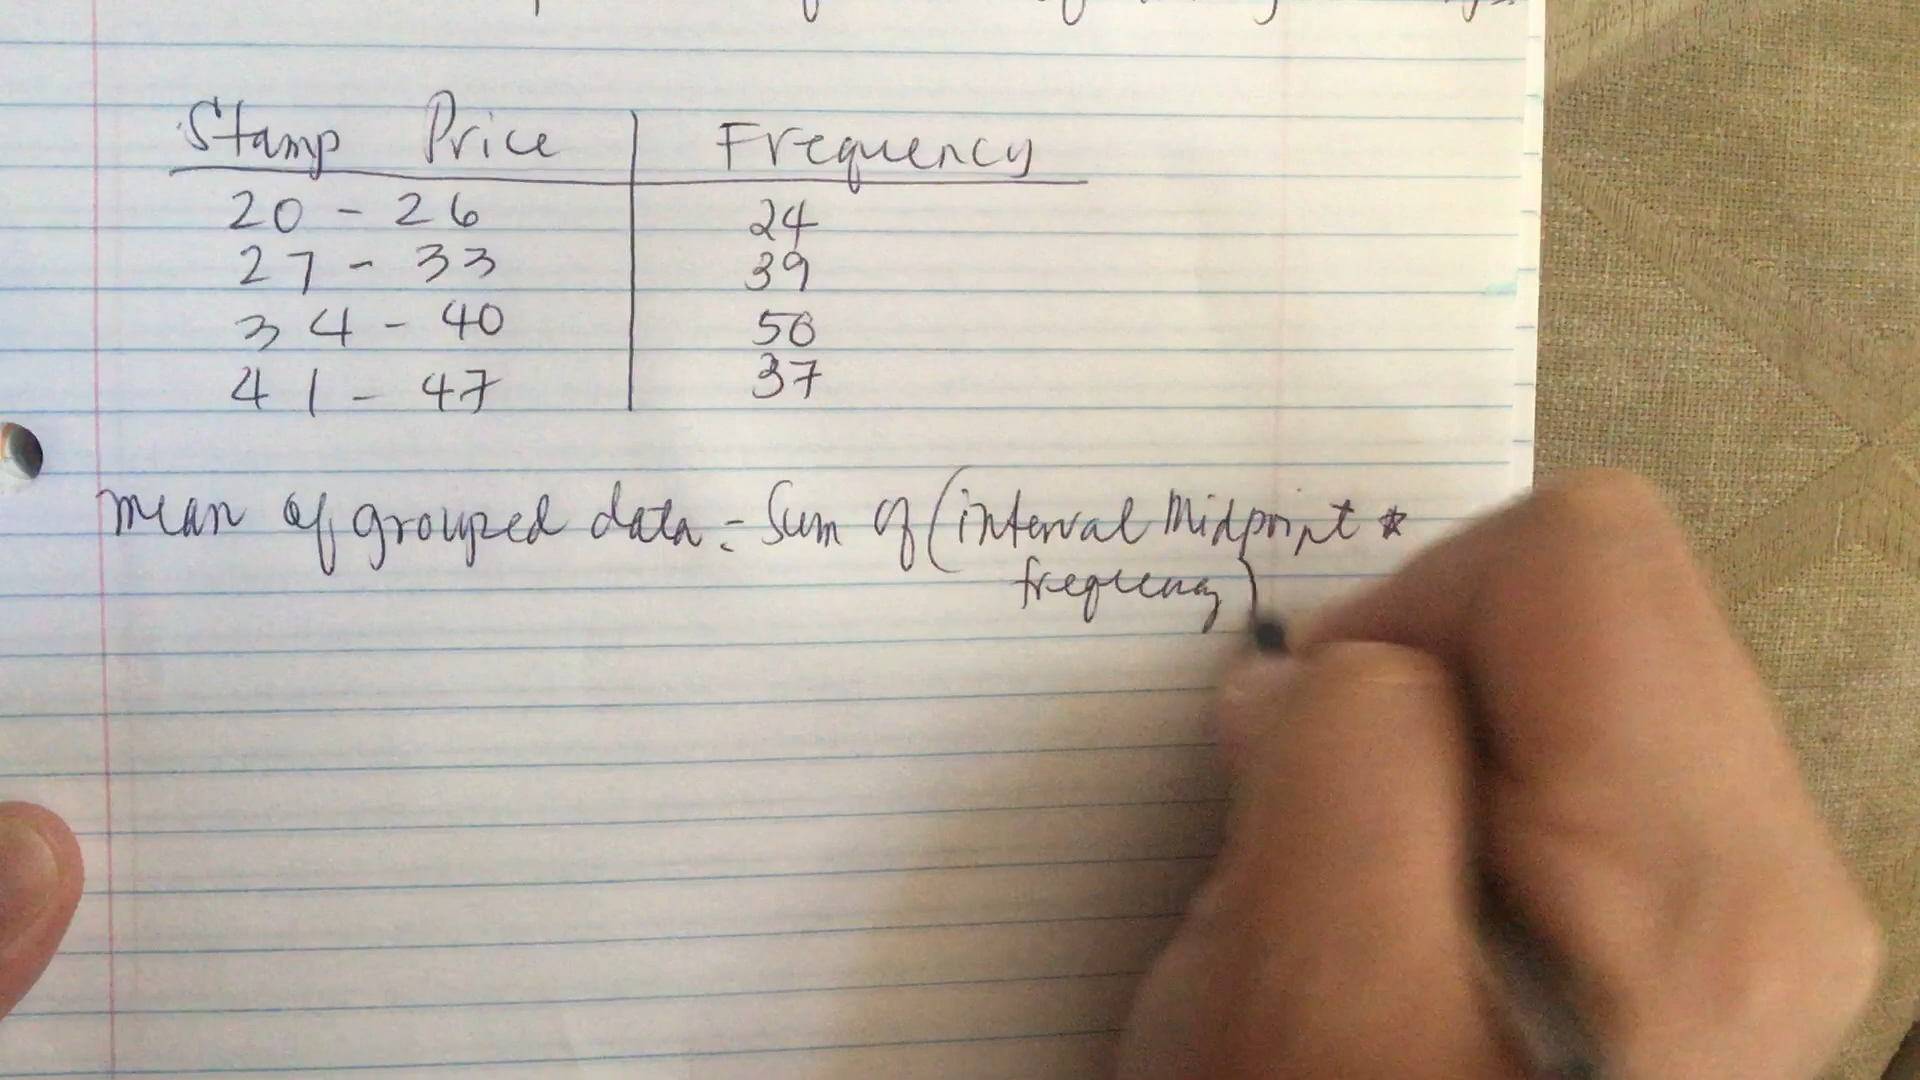 Stamp Price Frequency
20 - 26 24
27 - 33 39
34 - 40 50
41 - 47 37
mean of grouped data = Sum of (interval Midpoint *
frequency)